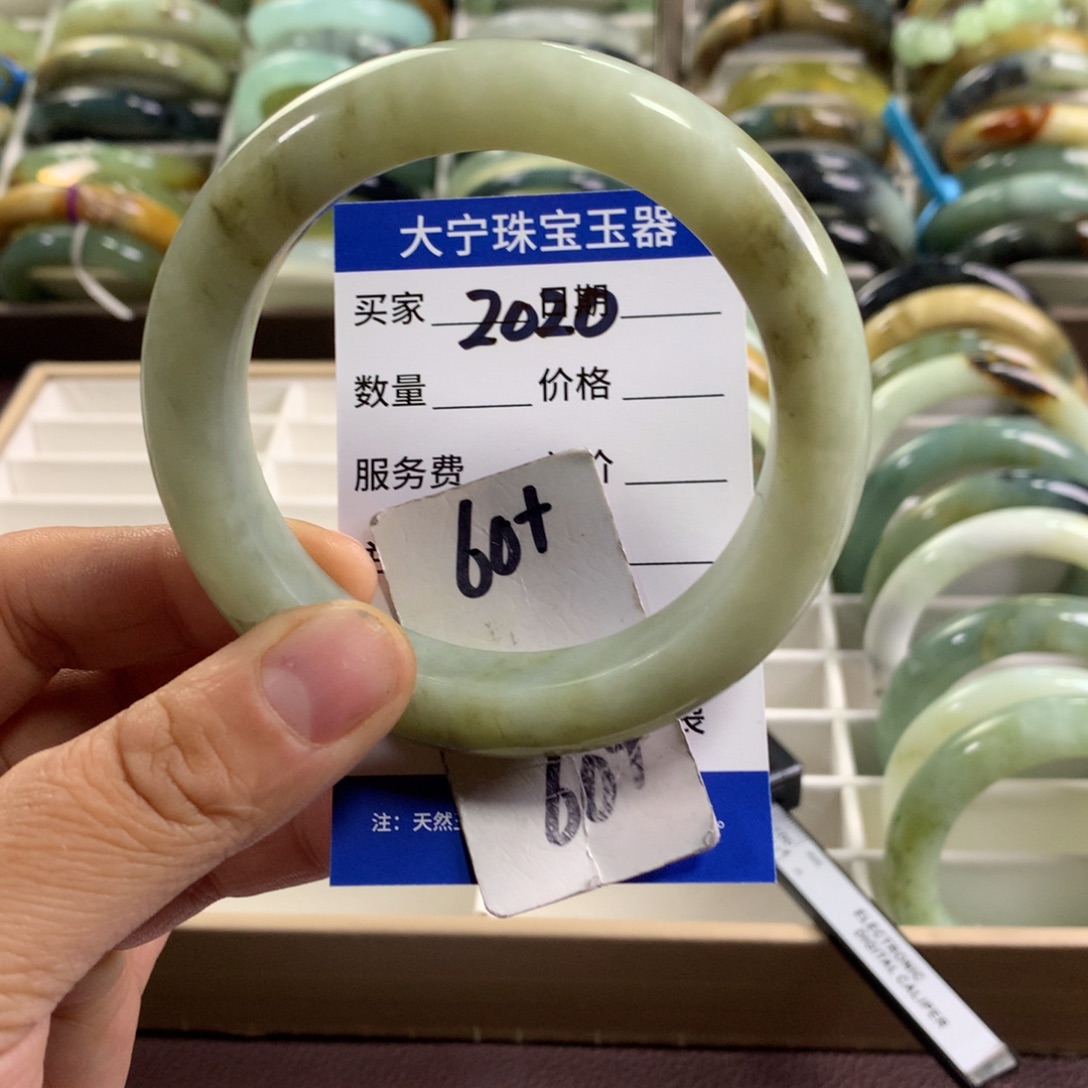 大宁珠宝玉器
买家 2020 日期
数量 价格
服务费
60+
60+
注：天然
ELECTRONIC
DIGITAL CALIPER